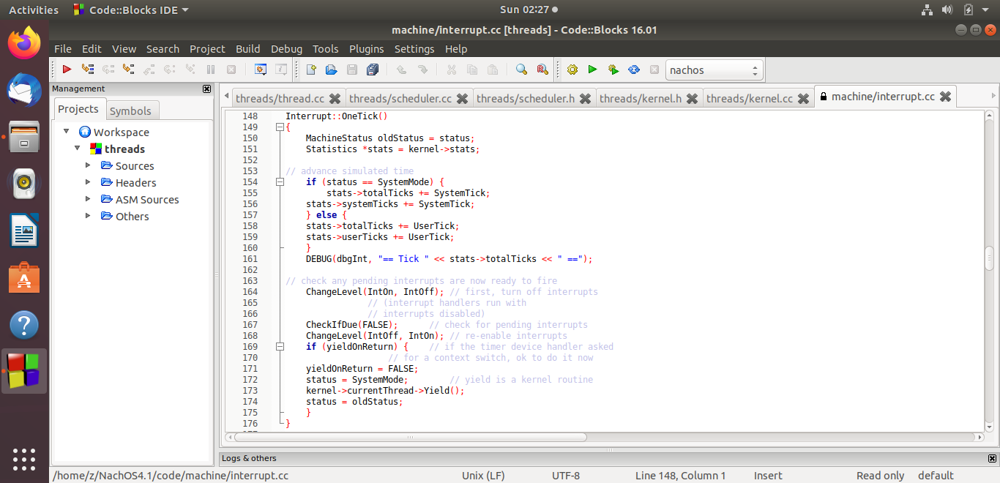 Activities Code::Blocks IDE Sun 02:27
machine/interrupt.cc [threads] - Code::Blocks 16.01
File Edit View Search Project Build Debug Tools Plugins Settings Help
nachos
Management
Projects Symbols
Workspace
threads
Sources
Headers
ASM Sources
Others
threads/thread.cc threads/scheduler.cc threads/scheduler.h threads/kernel.h threads/kernel.cc machine/interrupt.cc
148 Interrupt::OneTick()
149 {
150 MachineStatus oldStatus = status;
151 Statistics *stats = kernel->stats;
152
153 // advance simulated time
154 if (status == SystemMode) {
155 stats->totalTicks += SystemTick;
156 stats->systemTicks += SystemTick;
157 } else {
158 stats->totalTicks += UserTick;
159 stats->userTicks += UserTick;
160 }
161 DEBUG(dbgInt, "== Tick " << stats->totalTicks << " ==");
162
163 // check any pending interrupts are now ready to fire
164 ChangeLevel(IntOn, IntOff); // first, turn off interrupts
165 // (interrupt handlers run with
166 // interrupts disabled)
167 CheckIfDue(FALSE); // check for pending interrupts
168 ChangeLevel(IntOff, IntOn); // re-enable interrupts
169 if (yieldOnReturn) { // if the timer device handler asked
170 // for a context switch, ok to do it now
171 yieldOnReturn = FALSE;
172 status = SystemMode; // yield is a kernel routine
173 kernel->currentThread->Yield();
174 status = oldStatus;
175 }
176 }
Logs & others
/home/z/NachOS4.1/code/machine/interrupt.cc Unix (LF) UTF-8 Line 148, Column 1 Insert Read only default